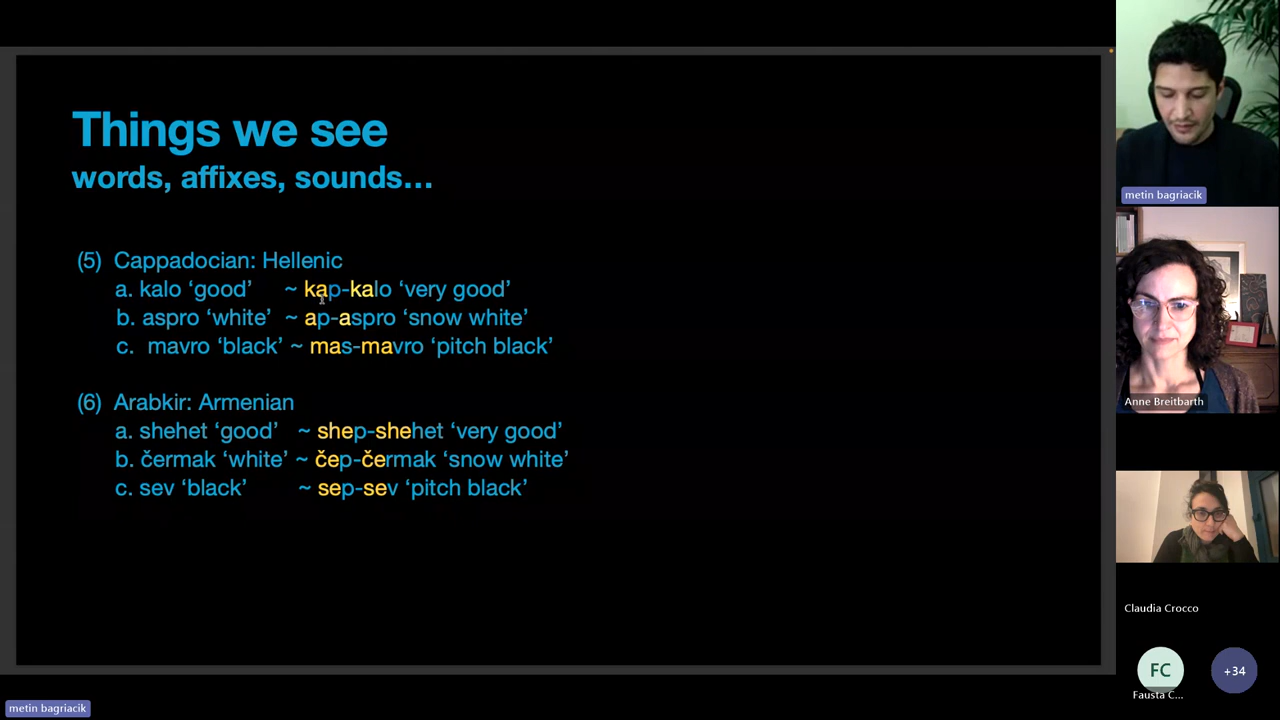 Things we see
words, affixes, sounds…
(5) Cappadocian: Hellenic
a. kalo ‘good’ ~ kap-kalo ‘very good’
b. aspro ‘white’ ~ ap-aspro ‘snow white’
c. mavro ‘black’ ~ mas-mavro ‘pitch black’
(6) Arabkir: Armenian
a. shehet ‘good’ ~ shep-shehet ‘very good’
b. čermak ‘white’ ~ čep-čermak ‘snow white’
c. sev ‘black’ ~ sep-sev ‘pitch black’
metin bagriacik
Anne Breitbarth
Claudia Crocco
FC
Fausta C...
+34
metin bagriacik